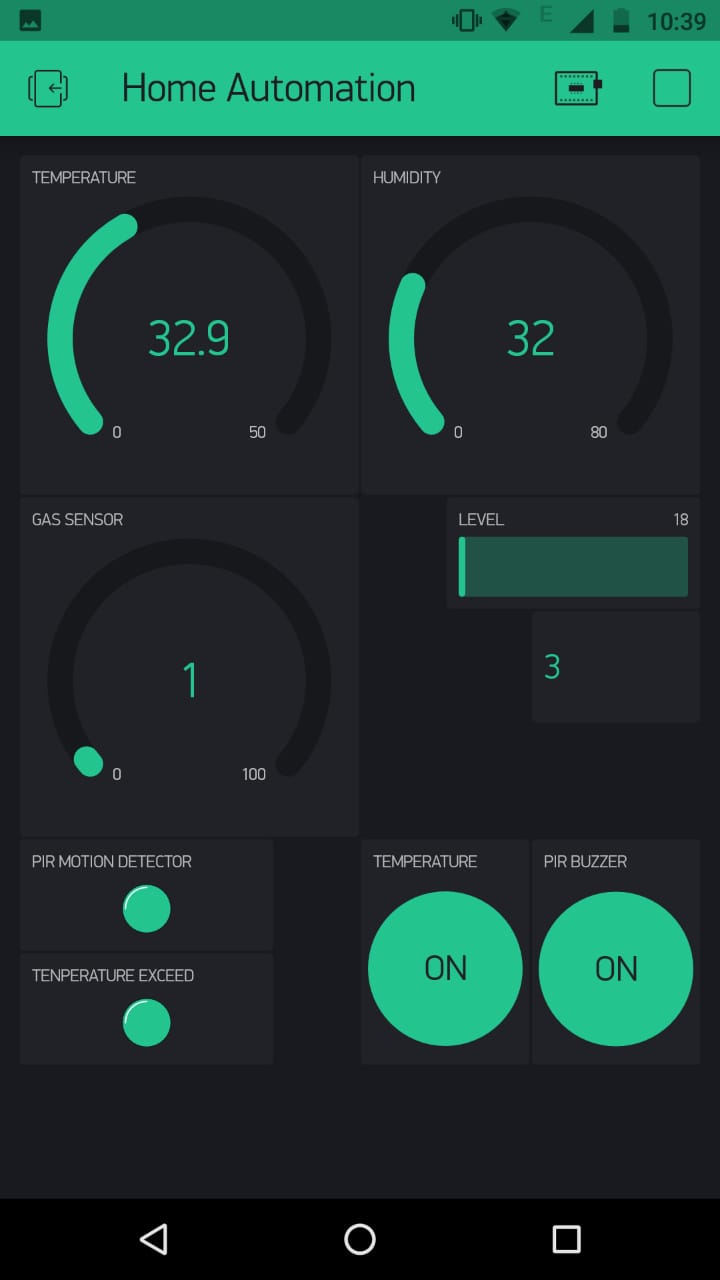 E 10:39
Home Automation
TEMPERATURE
32.9
0 50
HUMIDITY
32
0 80
GAS SENSOR
1
0 100
LEVEL 18
3
PIR MOTION DETECTOR
TENPERATURE EXCEED
TEMPERATURE
ON
PIR BUZZER
ON